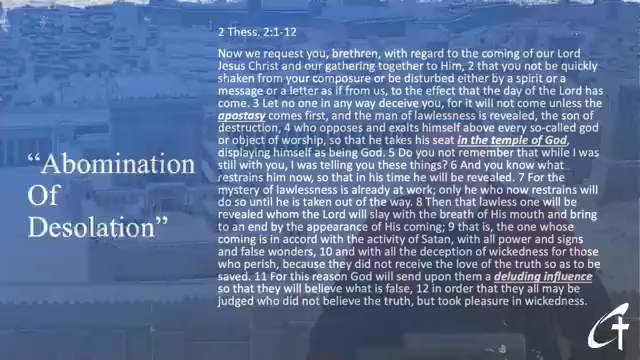 2 Thess. 2:1-12
Now we request you, brethren, with regard to the coming of our Lord
Jesus Christ and our gathering together to Him, 2 that you not be quickly
shaken from your composure or be disturbed either by a spirit or a
message or a letter as if from us, to the effect that the day of the Lord has
come. 3 Let no one in any way deceive you, for it will not come unless the
apostasy comes first, and the man of lawlessness is revealed, the son of
destruction, 4 who opposes and exalts himself above every so-called god
or object of worship, so that he takes his seat in the temple of God,
displaying himself as being God. 5 Do you not remember that while I was
still with you, I was telling you these things? 6 And you know what
restrains him now, so that in his time he will be revealed. 7 For the
mystery of lawlessness is already at work; only he who now restrains will
do so until he is taken out of the way. 8 Then that lawless one will be
revealed whom the Lord will slay with the breath of His mouth and bring
to an end by the appearance of His coming; 9 that is, the one whose
coming is in accord with the activity of Satan, with all power and signs
and false wonders, 10 and with all the deception of wickedness for those
who perish, because they did not receive the love of the truth so as to be
saved. 11 For this reason God will send upon them a deluding influence
so that they will believe what is false, 12 in order that they all may be
judged who did not believe the truth, but took pleasure in wickedness.
“Abomination
Of
Desolation”